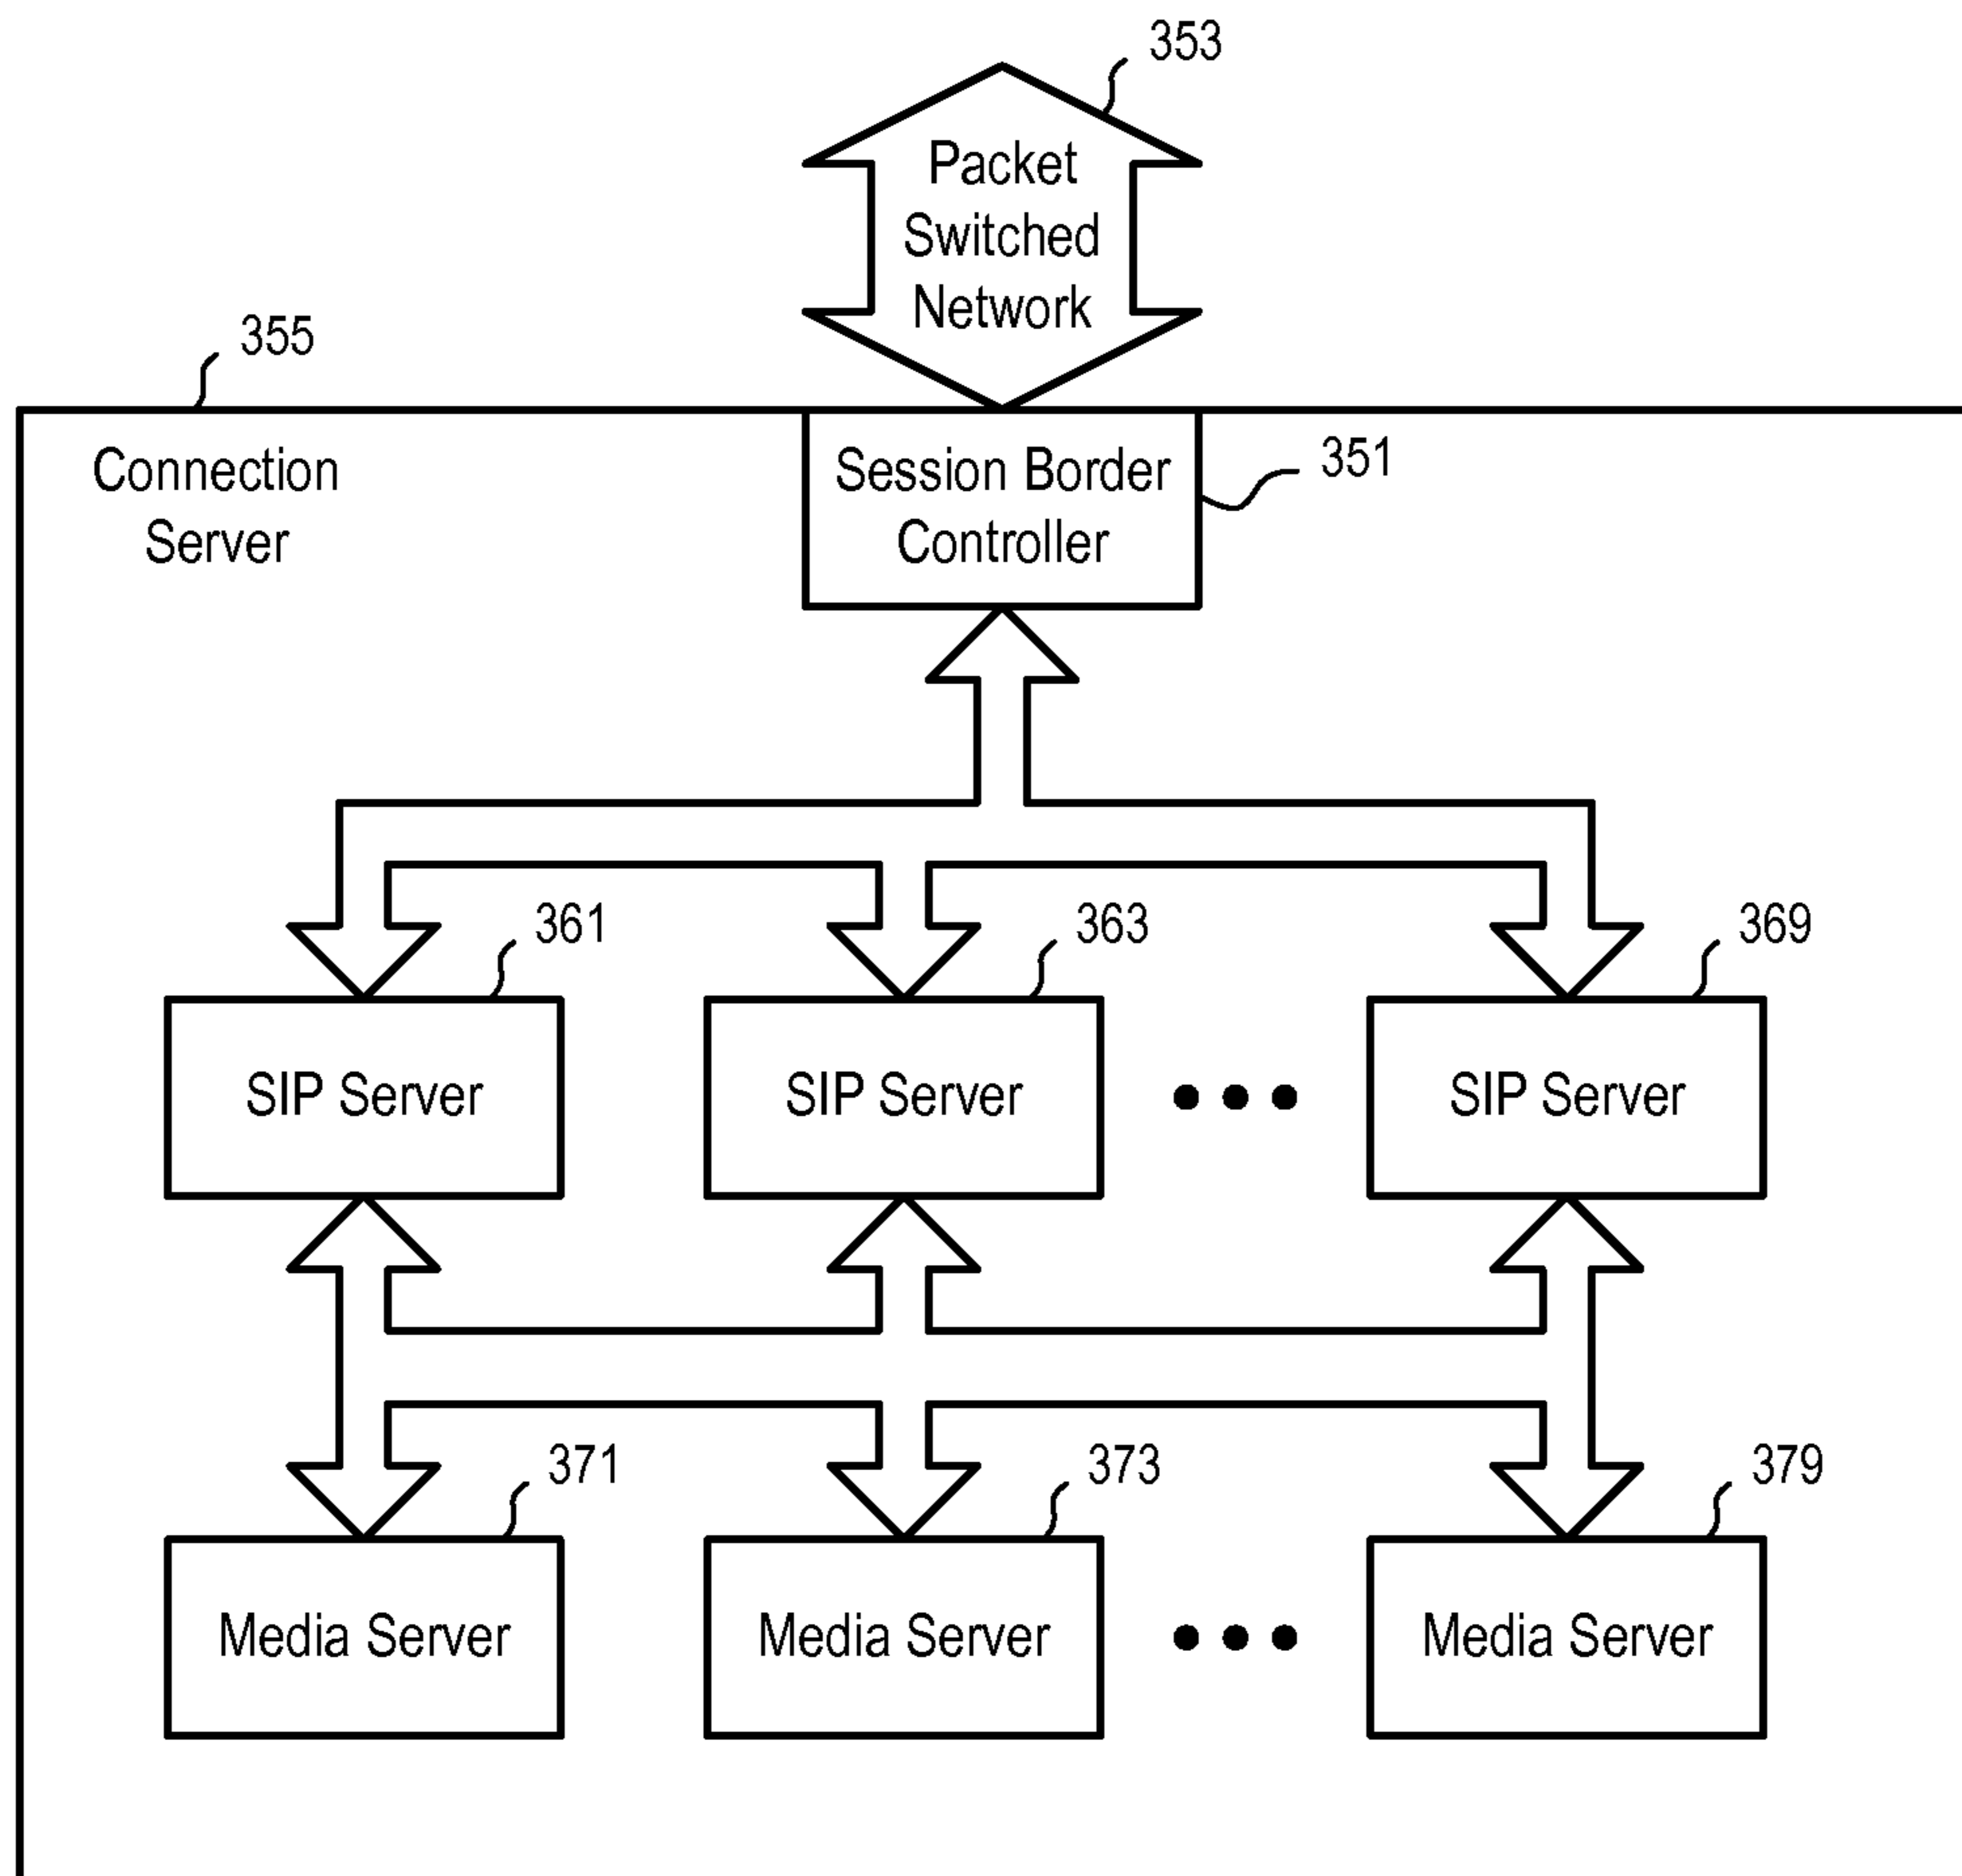 353
Packet
Switched
Network
355
Connection
Server
Session Border
Controller
351
361
363
369
SIP Server
SIP Server
SIP Server
371
373
379
Media Server
Media Server
Media Server